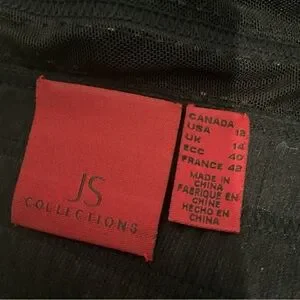 JS
COLLECTIONS
CANADA
USA 12
UK 14
ECC 40
FRANCE 42
MADE IN
CHINA
FABRIQUE EN
CHINE
HECHO EN
CHINA